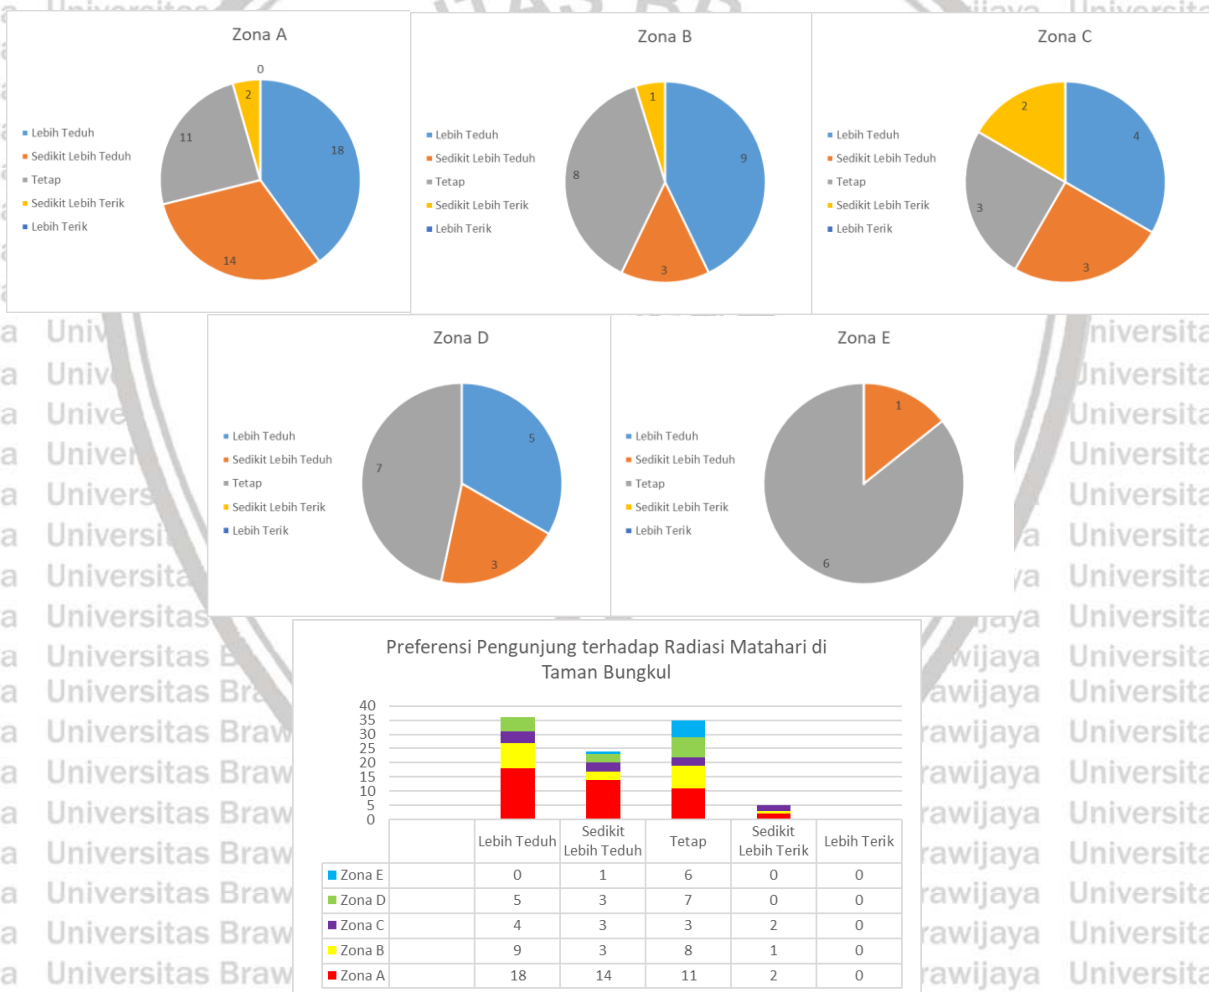 Zona A
0
2
11
18
14
Lebih Teduh
Sedikit Lebih Teduh
Tetap
Sedikit Lebih Terik
Lebih Terik
Zona B
1
8
9
3
Lebih Teduh
Sedikit Lebih Teduh
Tetap
Sedikit Lebih Terik
Lebih Terik
Zona C
2
4
3
3
Lebih Teduh
Sedikit Lebih Teduh
Tetap
Sedikit Lebih Terik
Lebih Terik
Zona D
5
7
3
Lebih Teduh
Sedikit Lebih Teduh
Tetap
Sedikit Lebih Terik
Lebih Terik
Zona E
1
6
Lebih Teduh
Sedikit Lebih Teduh
Tetap
Sedikit Lebih Terik
Lebih Terik
Preferensi Pengunjung terhadap Radiasi Matahari di
Taman Bungkul
40
35
30
25
20
15
10
5
0
Lebih Teduh Sedikit Lebih Teduh Tetap Sedikit Lebih Terik Lebih Terik
Zona E 0 1 6 0 0
Zona D 5 3 7 0 0
Zona C 4 3 3 2 0
Zona B 9 3 8 1 0
Zona A 18 14 11 2 0